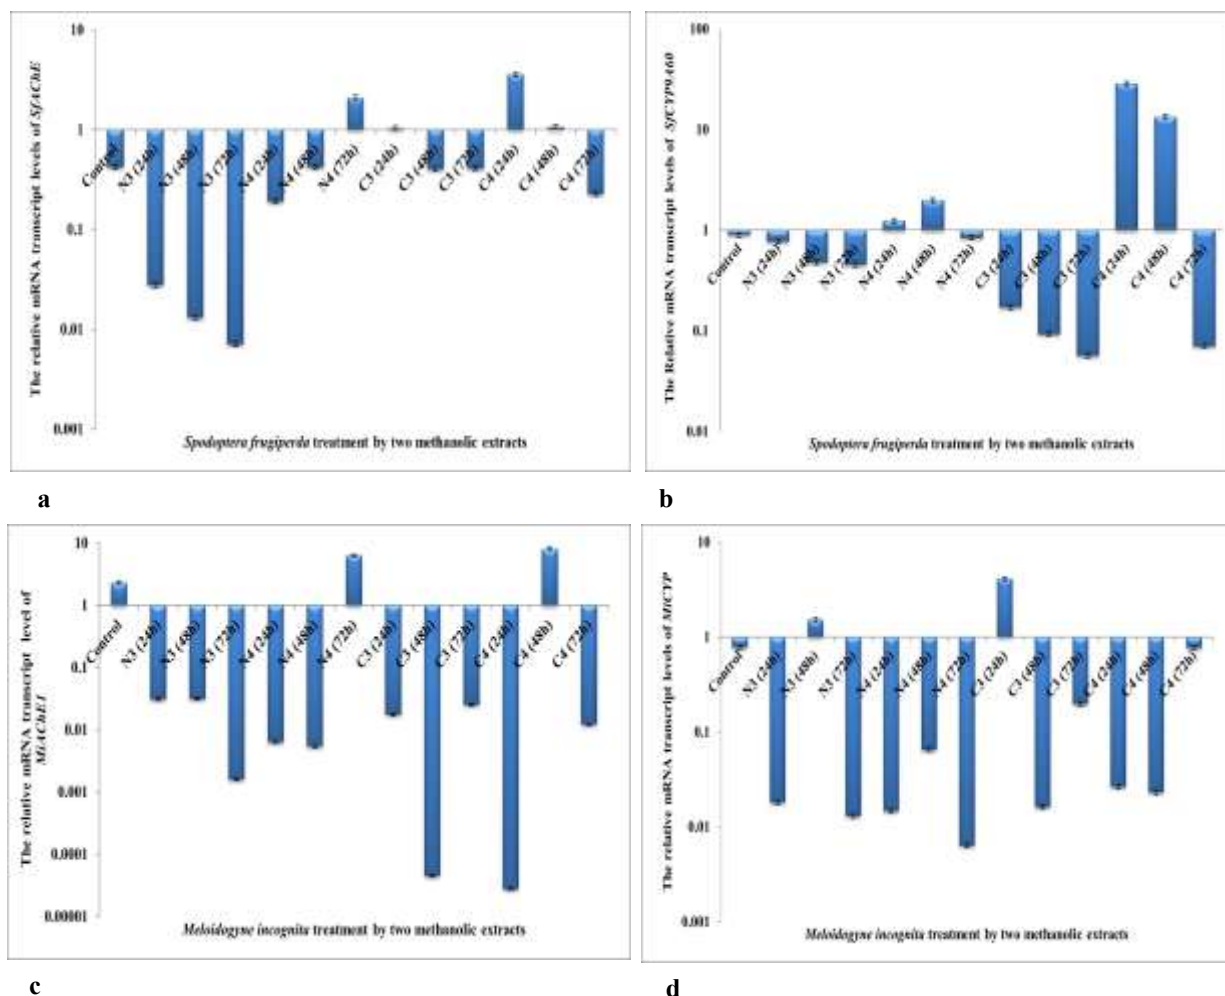 10
1
0.1
0.01
0.001
The relative mRNA transcript levels of SfAChE
Control
N3 (24h)
N3 (48h)
N3 (72h)
N4 (24h)
N4 (48h)
N4 (72h)
C3 (24h)
C3 (48h)
C3 (72h)
C4 (24h)
C4 (48h)
C4 (72h)
Spodoptera frugiperda treatment by two methanolic extracts
a
100
10
1
0.1
0.01
The Relative mRNA transcript levels of SfCYP9A60
Control
N3 (24h)
N3 (48h)
N3 (72h)
N4 (24h)
N4 (48h)
N4 (72h)
C3 (24h)
C3 (48h)
C3 (72h)
C4 (24h)
C4 (48h)
C4 (72h)
Spodoptera frugiperda treatment by two methanolic extracts
b
10
1
0.1
0.01
0.001
0.0001
0.00001
The relative mRNA transcript level of
MiAChE1
Control
N3 (24h)
N3 (48h)
N3 (72h)
N4 (24h)
N4 (48h)
N4 (72h)
C3 (24h)
C3 (48h)
C3 (72h)
C4 (24h)
C4 (48h)
C4 (72h)
Meloidogyne incognita treatment by two methanolic extracts
c
10
1
0.1
0.01
0.001
The relative mRNA transcript levels of MiCYP
Control
N3 (24h)
N3 (48h)
N3 (72h)
N4 (24h)
N4 (48h)
N4 (72h)
C3 (24h)
C3 (48h)
C3 (72h)
C4 (24h)
C4 (48h)
C4 (72h)
Meloidogyne incognita treatment by two methanolic extracts
d